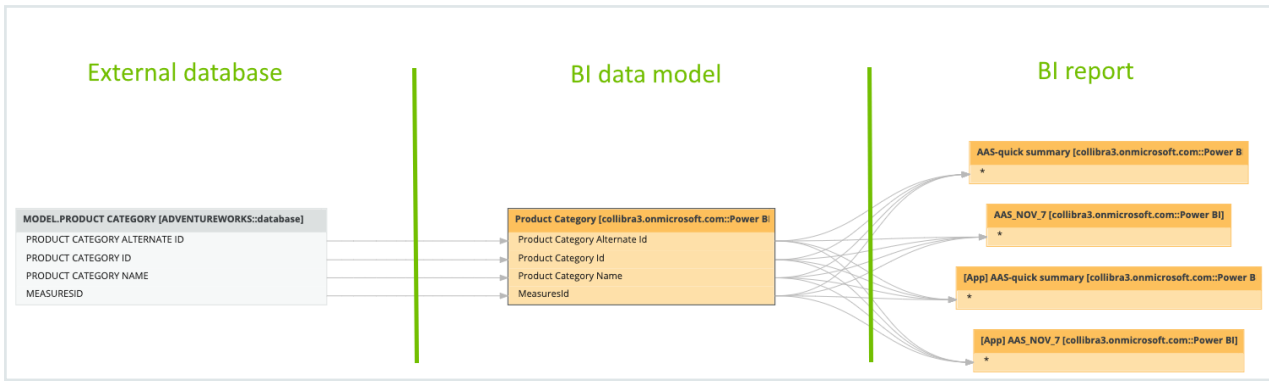 External database
BI data model
BI report
MODEL.PRODUCT CATEGORY [ADVENTUREWORKS::database]
PRODUCT CATEGORY ALTERNATE ID
PRODUCT CATEGORY ID
PRODUCT CATEGORY NAME
MEASURESID
Product Category [collibra3.onmicrosoft.com::Power BI
Product Category Alternate Id
Product Category Id
Product Category Name
MeasuresId
AAS-quick summary [collibra3.onmicrosoft.com::Power B
*
AAS_NOV_7 [collibra3.onmicrosoft.com::Power BI]
*
[App] AAS-quick summary [collibra3.onmicrosoft.com::Power B
*
[App] AAS_NOV_7 [collibra3.onmicrosoft.com::Power BI]
*